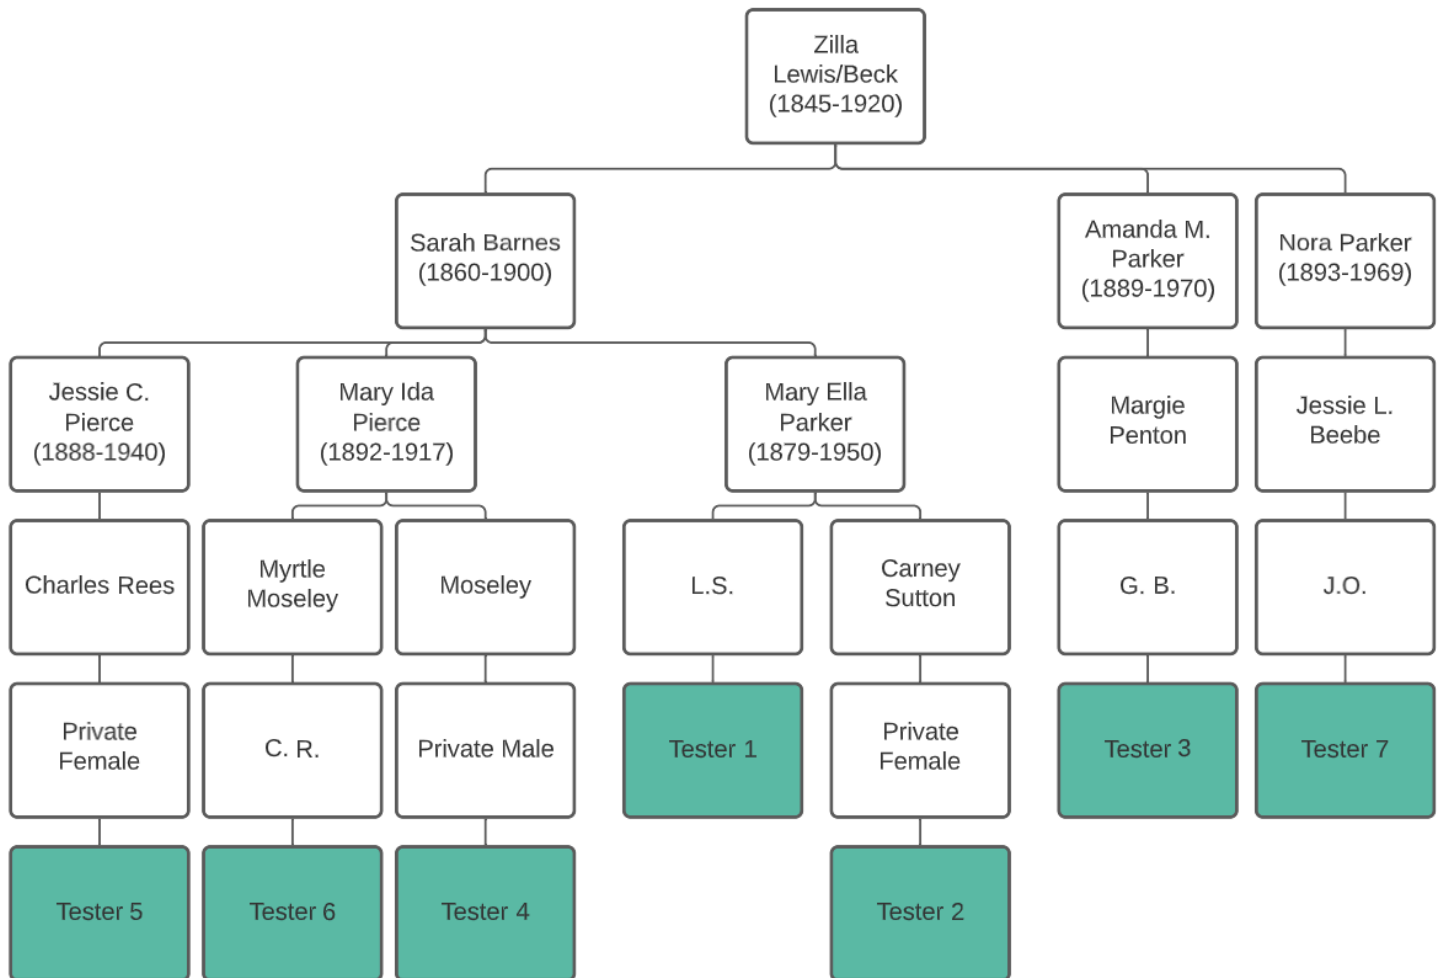 Zilla
Lewis/Beck
(1845-1920)
Sarah Barnes
(1860-1900)
Amanda M.
Parker
(1889-1970)
Nora Parker
(1893-1969)
Jessie C.
Pierce
(1888-1940)
Mary Ida
Pierce
(1892-1917)
Mary Ella
Parker
(1879-1950)
Margie
Penton
Jessie L.
Beebe
Charles Rees
Myrtle
Moseley
Moseley
L.S.
Carney
Sutton
G. B.
J.O.
Private
Female
C. R.
Private Male
Tester 1
Private
Female
Tester 3
Tester 7
Tester 5
Tester 6
Tester 4
Tester 2